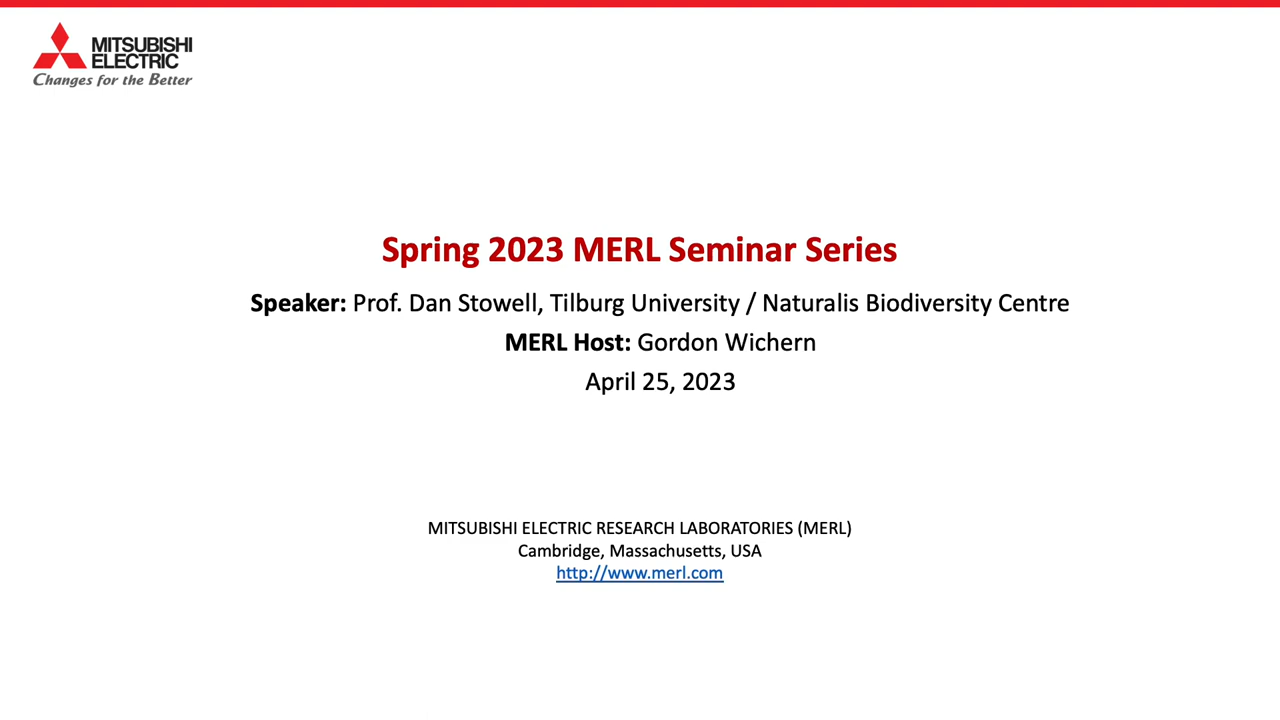 MITSUBISHI
ELECTRIC
Changes for the Better
Spring 2023 MERL Seminar Series
Speaker: Prof. Dan Stowell, Tilburg University / Naturalis Biodiversity Centre
MERL Host: Gordon Wichern
April 25, 2023
MITSUBISHI ELECTRIC RESEARCH LABORATORIES (MERL)
Cambridge, Massachusetts, USA
http://www.merl.com